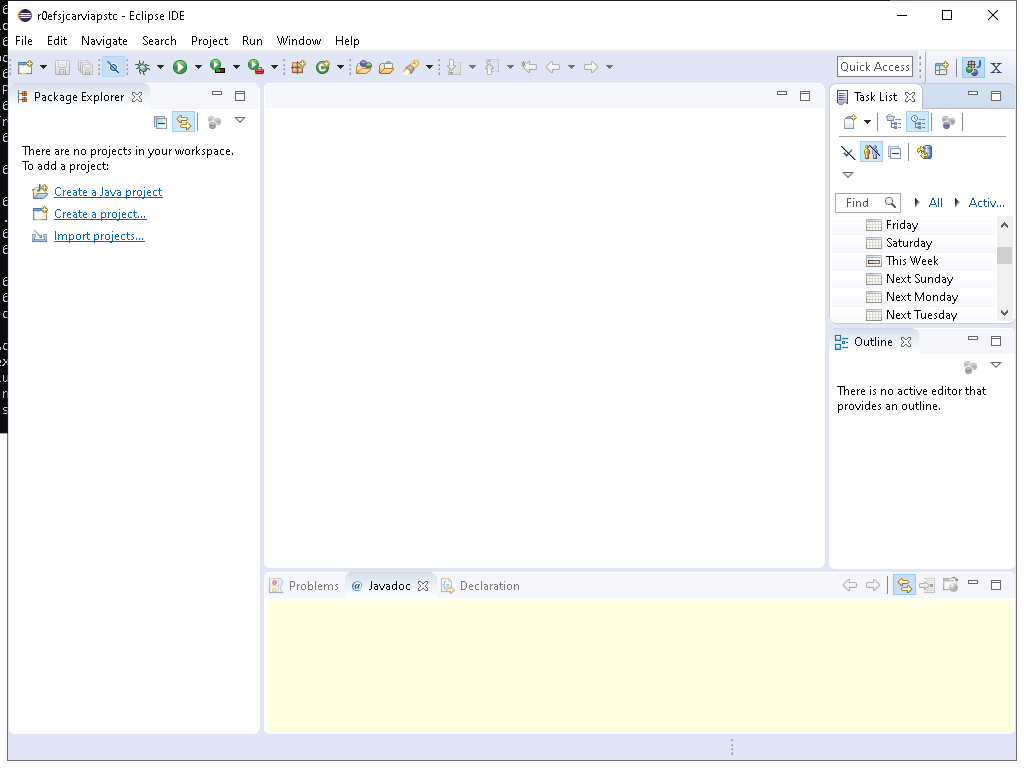 r0efsjcarviapstc - Eclipse IDE
File Edit Navigate Search Project Run Window Help
Quick Access
Package Explorer
There are no projects in your workspace.
To add a project:
Create a Java project
Create a project...
Import projects...
Task List
Find All Activ...
Friday
Saturday
This Week
Next Sunday
Next Monday
Next Tuesday
Outline
There is no active editor that
provides an outline.
Problems @ Javadoc Declaration